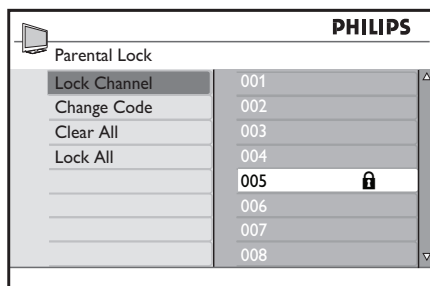 PHILIPS
Parental Lock
Lock Channel
Change Code
Clear All
Lock All
001
002
003
004
005
006
007
008